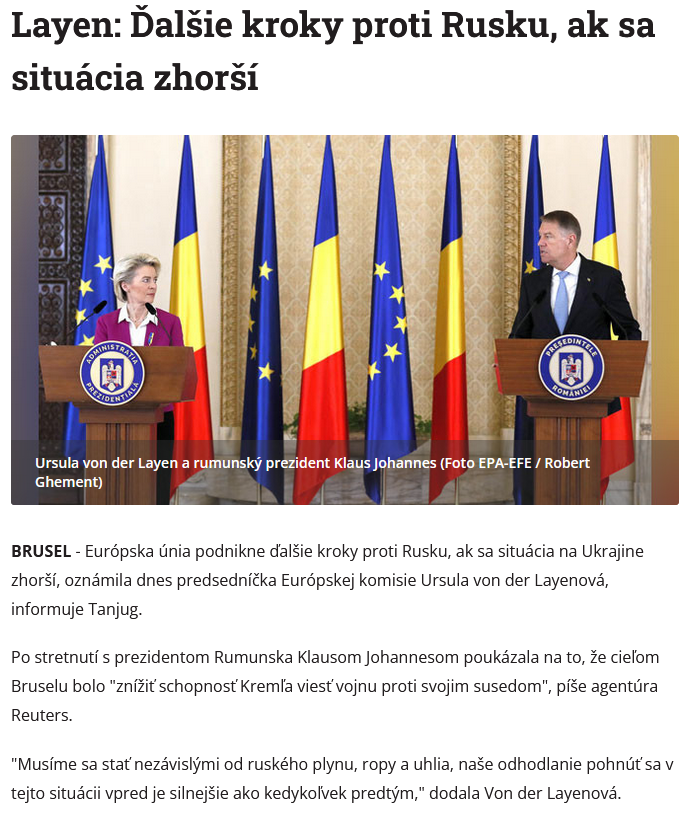 Layen: Ďalšie kroky proti Rusku, ak sa
situácia zhorší
ADMINISTRAȚIA
PREZIDENȚIALĂ
PREȘEDINTELE
ROMÂNIEI
Ursula von der Layen a rumunský prezident Klaus Johannes (Foto EPA-EFE / Robert
Ghement)
BRUSEL - Európska únia podnikne ďalšie kroky proti Rusku, ak sa situácia na Ukrajine
zhorší, oznámila dnes predsedníčka Európskej komisie Ursula von der Layenová,
informuje Tanjug.
Po stretnutí s prezidentom Rumunska Klausom Johannesom poukázala na to, že cieľom
Bruselu bolo "znížiť schopnosť Kremľa viesť vojnu proti svojim susedom", píše agentúra
Reuters.
"Musíme sa stať nezávislými od ruského plynu, ropy a uhlia, naše odhodlanie pohnúť sa v
tejto situácii vpred je silnejšie ako kedykoľvek predtým," dodala Von der Layenová.